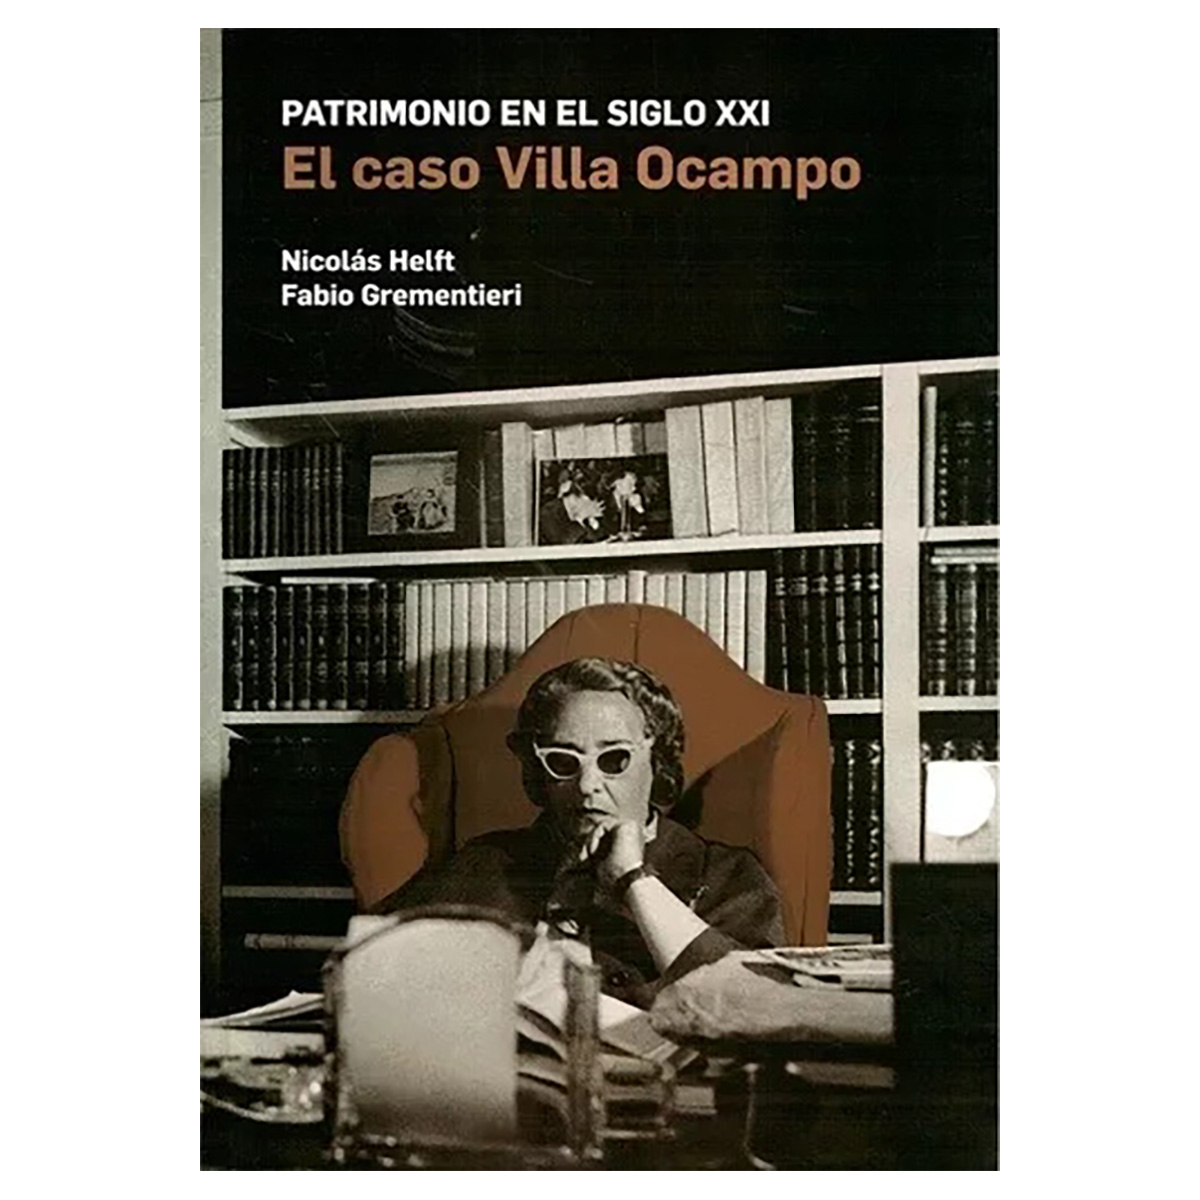 PATRIMONIO EN EL SIGLO XXI
El caso Villa Ocampo
Nicolás Helft
Fabio Grementieri